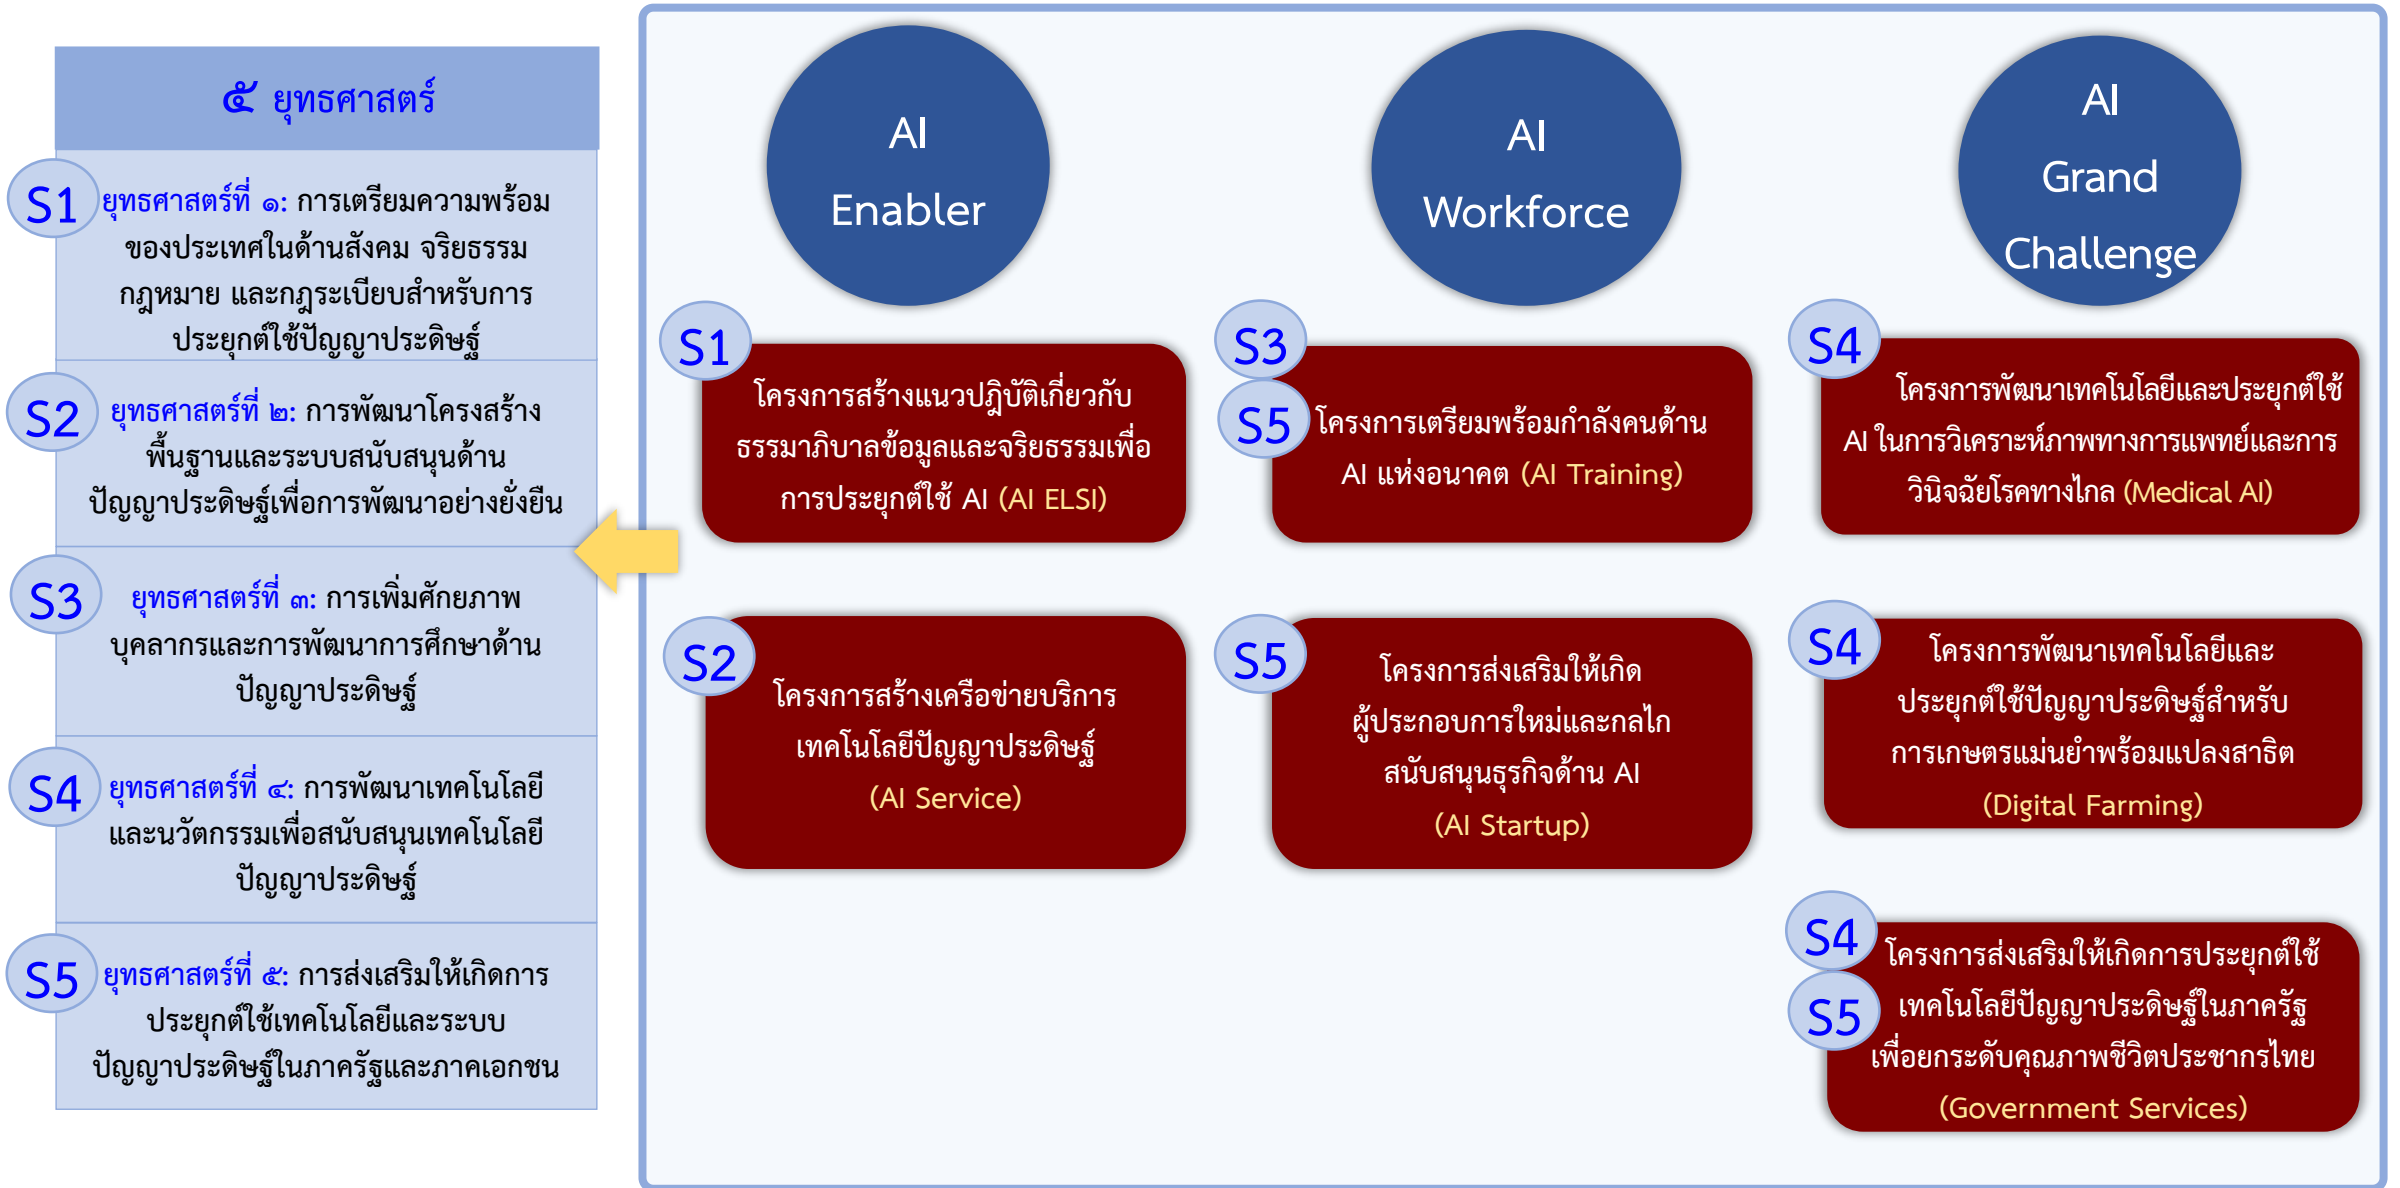 ๕ ยุทธศาสตร์
S1
ยุทธศาสตร์ที่ ๑: การเตรียมความพร้อม
ของประเทศในด้านสังคม จริยธรรม
กฎหมาย และกฎระเบียบสำหรับการ
ประยุกต์ใช้ปัญญาประดิษฐ์
S2
ยุทธศาสตร์ที่ ๒: การพัฒนาโครงสร้าง
พื้นฐานและระบบสนับสนุนด้าน
ปัญญาประดิษฐ์เพื่อการพัฒนาอย่างยั่งยืน
S3
ยุทธศาสตร์ที่ ๓: การเพิ่มศักยภาพ
บุคลากรและการพัฒนาการศึกษาด้าน
ปัญญาประดิษฐ์
S4
ยุทธศาสตร์ที่ ๔: การพัฒนาเทคโนโลยี
และนวัตกรรมเพื่อสนับสนุนเทคโนโลยี
ปัญญาประดิษฐ์
S5
ยุทธศาสตร์ที่ ๕: การส่งเสริมให้เกิดการ
ประยุกต์ใช้เทคโนโลยีและระบบ
ปัญญาประดิษฐ์ในภาครัฐและภาคเอกชน
AI
Enabler
S1
โครงการสร้างแนวปฎิบัติเกี่ยวกับ
ธรรมาภิบาลข้อมูลและจริยธรรมเพื่อ
การประยุกต์ใช้ AI (AI ELSI)
S2
โครงการสร้างเครือข่ายบริการ
เทคโนโลยีปัญญาประดิษฐ์
(AI Service)
AI
Workforce
S3
S5
โครงการเตรียมพร้อมกำลังคนด้าน
AI แห่งอนาคต (AI Training)
S5
โครงการส่งเสริมให้เกิด
ผู้ประกอบการใหม่และกลไก
สนับสนุนธุรกิจด้าน AI
(AI Startup)
AI
Grand
Challenge
S4
โครงการพัฒนาเทคโนโลยีและประยุกต์ใช้
AI ในการวิเคราะห์ภาพทางการแพทย์และการ
วินิจฉัยโรคทางไกล (Medical AI)
S4
โครงการพัฒนาเทคโนโลยีและ
ประยุกต์ใช้ปัญญาประดิษฐ์สำหรับ
การเกษตรแม่นยำพร้อมแปลงสาธิต
(Digital Farming)
S4
S5
โครงการส่งเสริมให้เกิดการประยุกต์ใช้
เทคโนโลยีปัญญาประดิษฐ์ในภาครัฐ
เพื่อยกระดับคุณภาพชีวิตประชากรไทย
(Government Services)